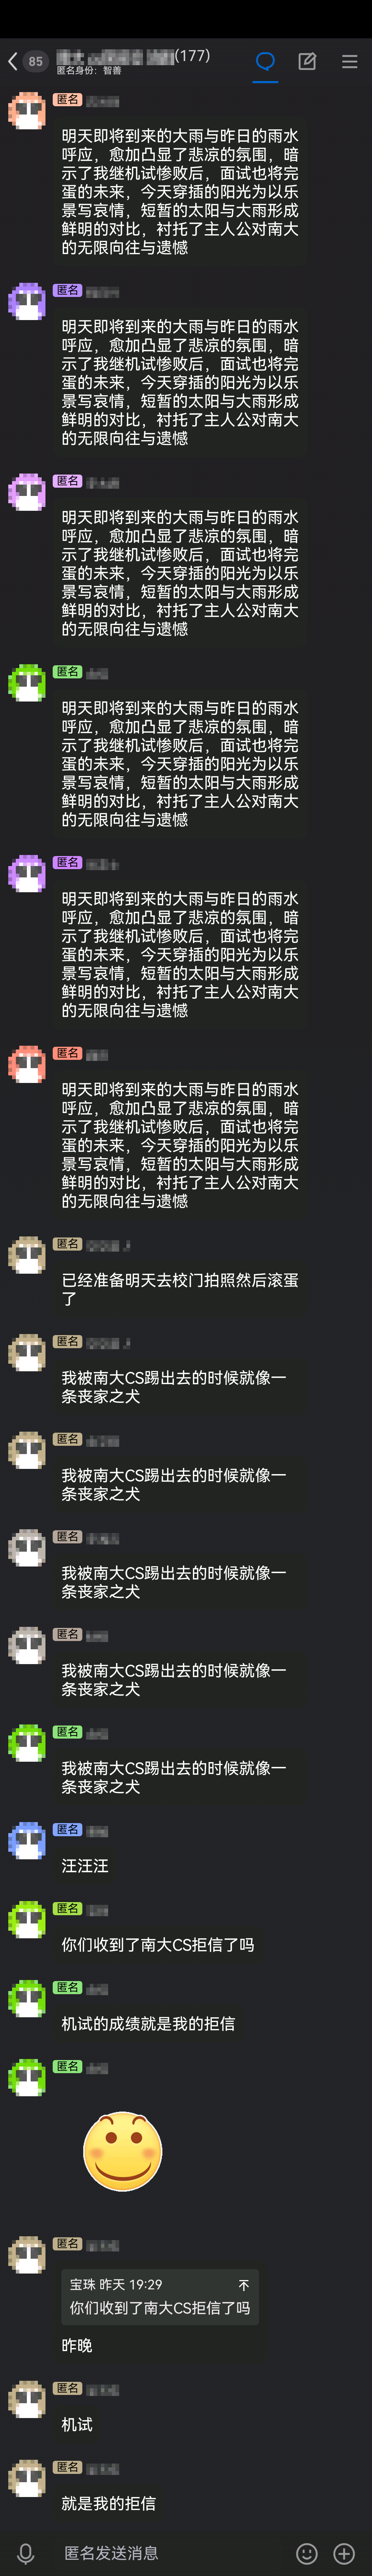 85
(177)
匿名身份：智善
匿名
明天即将到来的大雨与昨日的雨水
呼应，愈加凸显了悲凉的氛围，暗
示了我继机试惨败后，面试也将完
蛋的未来，今天穿插的阳光为以乐
景写哀情，短暂的太阳与大雨形成
鲜明的对比，衬托了主人公对南大
的无限向往与遗憾
匿名
明天即将到来的大雨与昨日的雨水
呼应，愈加凸显了悲凉的氛围，暗
示了我继机试惨败后，面试也将完
蛋的未来，今天穿插的阳光为以乐
景写哀情，短暂的太阳与大雨形成
鲜明的对比，衬托了主人公对南大
的无限向往与遗憾
匿名
明天即将到来的大雨与昨日的雨水
呼应，愈加凸显了悲凉的氛围，暗
示了我继机试惨败后，面试也将完
蛋的未来，今天穿插的阳光为以乐
景写哀情，短暂的太阳与大雨形成
鲜明的对比，衬托了主人公对南大
的无限向往与遗憾
匿名
明天即将到来的大雨与昨日的雨水
呼应，愈加凸显了悲凉的氛围，暗
示了我继机试惨败后，面试也将完
蛋的未来，今天穿插的阳光为以乐
景写哀情，短暂的太阳与大雨形成
鲜明的对比，衬托了主人公对南大
的无限向往与遗憾
匿名
明天即将到来的大雨与昨日的雨水
呼应，愈加凸显了悲凉的氛围，暗
示了我继机试惨败后，面试也将完
蛋的未来，今天穿插的阳光为以乐
景写哀情，短暂的太阳与大雨形成
鲜明的对比，衬托了主人公对南大
的无限向往与遗憾
匿名
明天即将到来的大雨与昨日的雨水
呼应，愈加凸显了悲凉的氛围，暗
示了我继机试惨败后，面试也将完
蛋的未来，今天穿插的阳光为以乐
景写哀情，短暂的太阳与大雨形成
鲜明的对比，衬托了主人公对南大
的无限向往与遗憾
匿名
已经准备明天去校门拍照然后滚蛋
了
匿名
我被南大CS踢出去的时候就像一
条丧家之犬
匿名
我被南大CS踢出去的时候就像一
条丧家之犬
匿名
我被南大CS踢出去的时候就像一
条丧家之犬
匿名
我被南大CS踢出去的时候就像一
条丧家之犬
匿名
我被南大CS踢出去的时候就像一
条丧家之犬
匿名
汪汪汪
匿名
你们收到了南大CS拒信了吗
匿名
机试的成绩就是我的拒信
匿名
匿名
宝珠 昨天 19:29
你们收到了南大CS拒信了吗
昨晚
匿名
机试
匿名
就是我的拒信
匿名发送消息